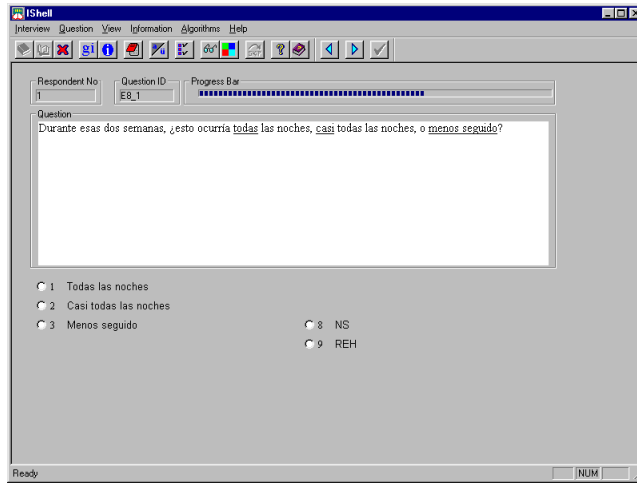 IShell
Interview Question View Information Algorithms Help
gi
Respondent No Question ID Progress Bar
1 E8_1
Question
Durante esas dos semanas, ¿esto ocurría todas las noches, casi todas las noches, o menos seguido?
1 Todas las noches
2 Casi todas las noches
3 Menos seguido 8 NS
9 REH
Ready NUM